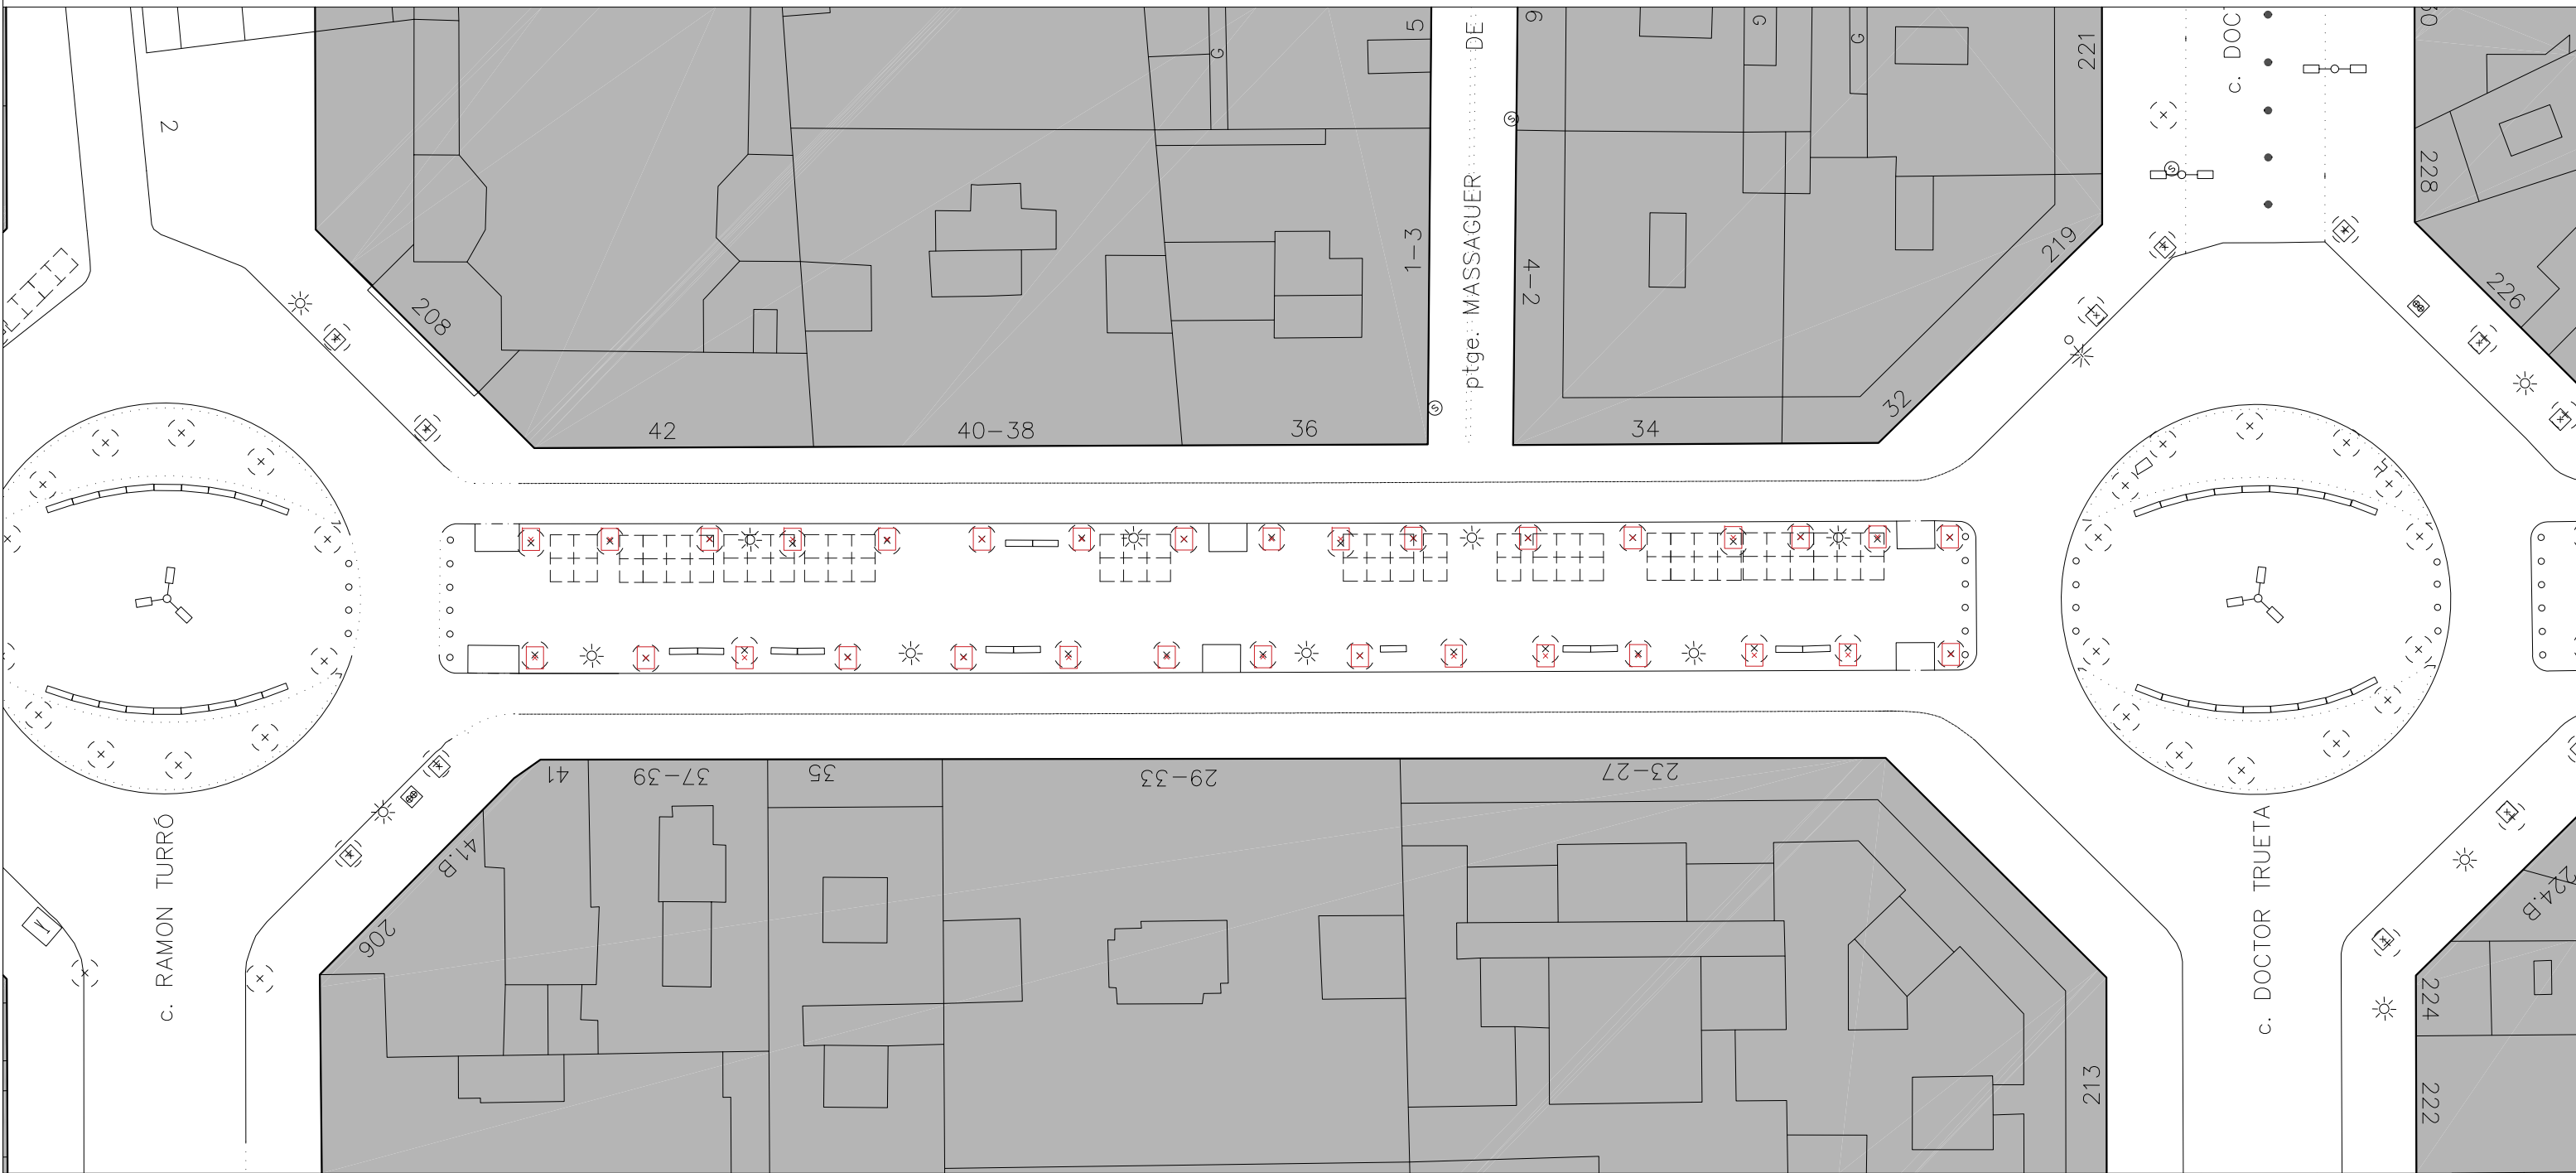 2
208
42
40-38
36
5
G
1-3
ptge. MASSAGUER DE
S
S
6
4-2
34
G
G
221
219
32
c. DOC
S
228
226
c. RAMON TURRÓ
206
41.B
41
37-39
35
29-33
23-27
213
c. DOCTOR TRUETA
224.B
224
222